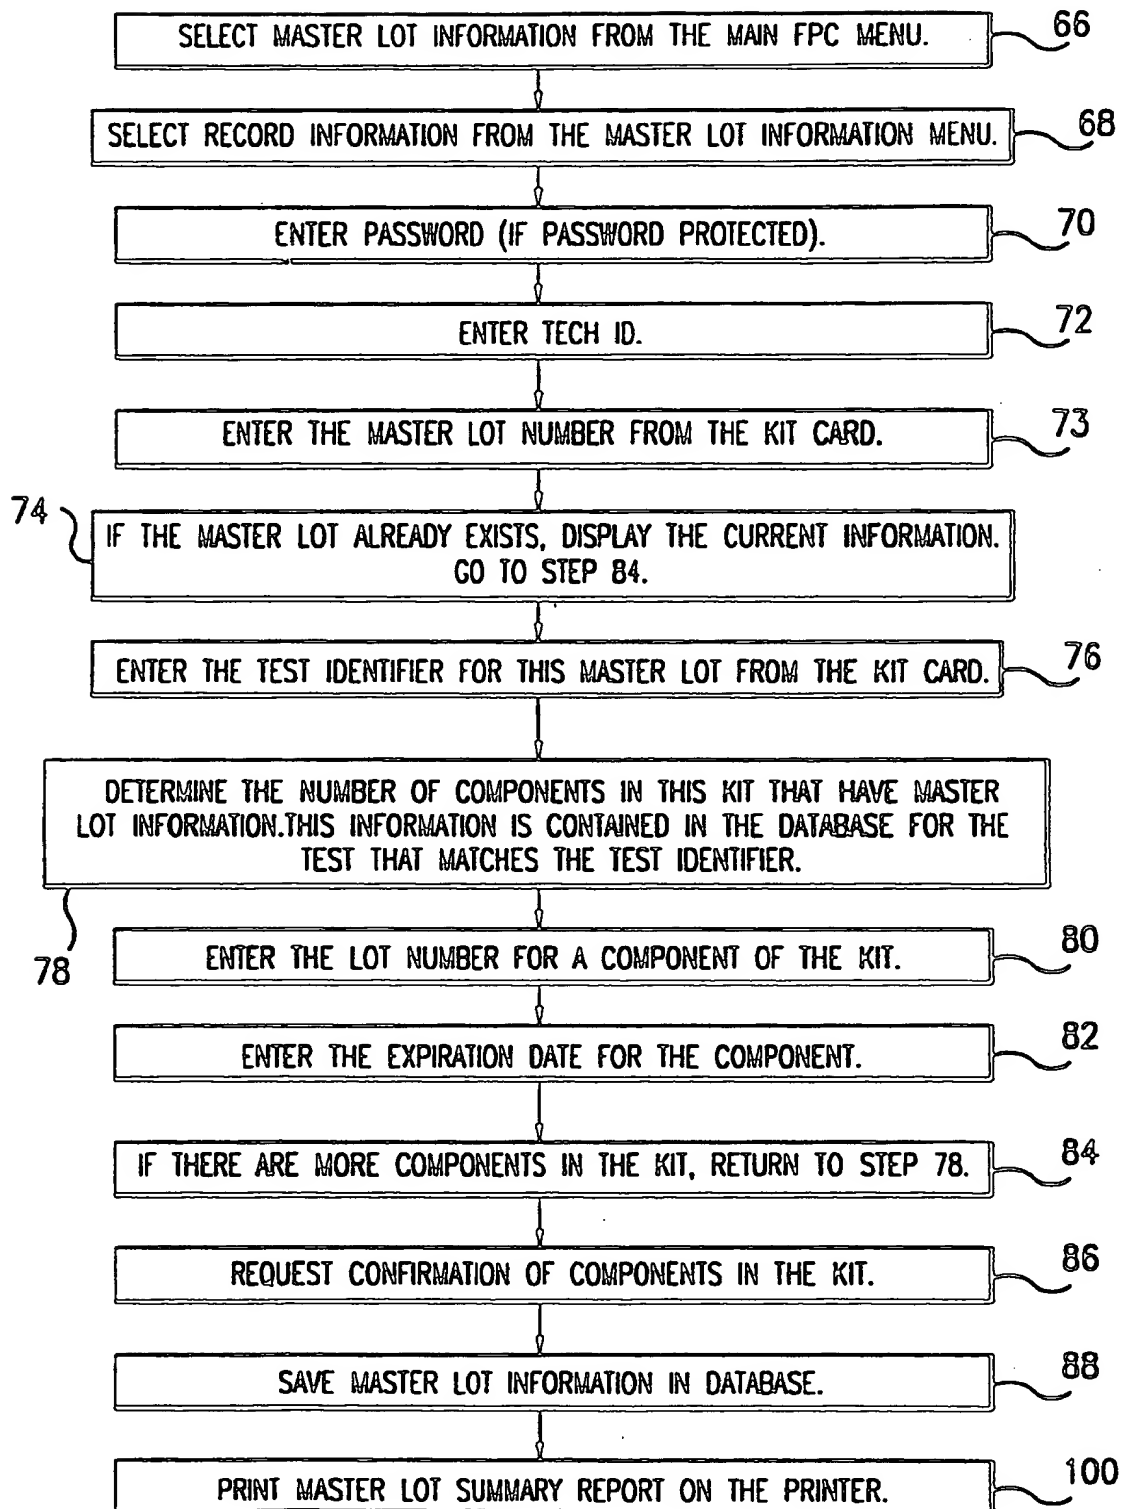 SELECT MASTER LOT INFORMATION FROM THE MAIN FPC MENU.
66
SELECT RECORD INFORMATION FROM THE MASTER LOT INFORMATION MENU.
68
ENTER PASSWORD (IF PASSWORD PROTECTED).
70
ENTER TECH ID.
72
ENTER THE MASTER LOT NUMBER FROM THE KIT CARD.
73
74
IF THE MASTER LOT ALREADY EXISTS, DISPLAY THE CURRENT INFORMATION.
GO TO STEP 84.
ENTER THE TEST IDENTIFIER FOR THIS MASTER LOT FROM THE KIT CARD.
76
DETERMINE THE NUMBER OF COMPONENTS IN THIS KIT THAT HAVE MASTER
LOT INFORMATION.THIS INFORMATION IS CONTAINED IN THE DATABASE FOR THE
TEST THAT MATCHES THE TEST IDENTIFIER.
78
ENTER THE LOT NUMBER FOR A COMPONENT OF THE KIT.
80
ENTER THE EXPIRATION DATE FOR THE COMPONENT.
82
IF THERE ARE MORE COMPONENTS IN THE KIT, RETURN TO STEP 78.
84
REQUEST CONFIRMATION OF COMPONENTS IN THE KIT.
86
SAVE MASTER LOT INFORMATION IN DATABASE.
88
PRINT MASTER LOT SUMMARY REPORT ON THE PRINTER.
100